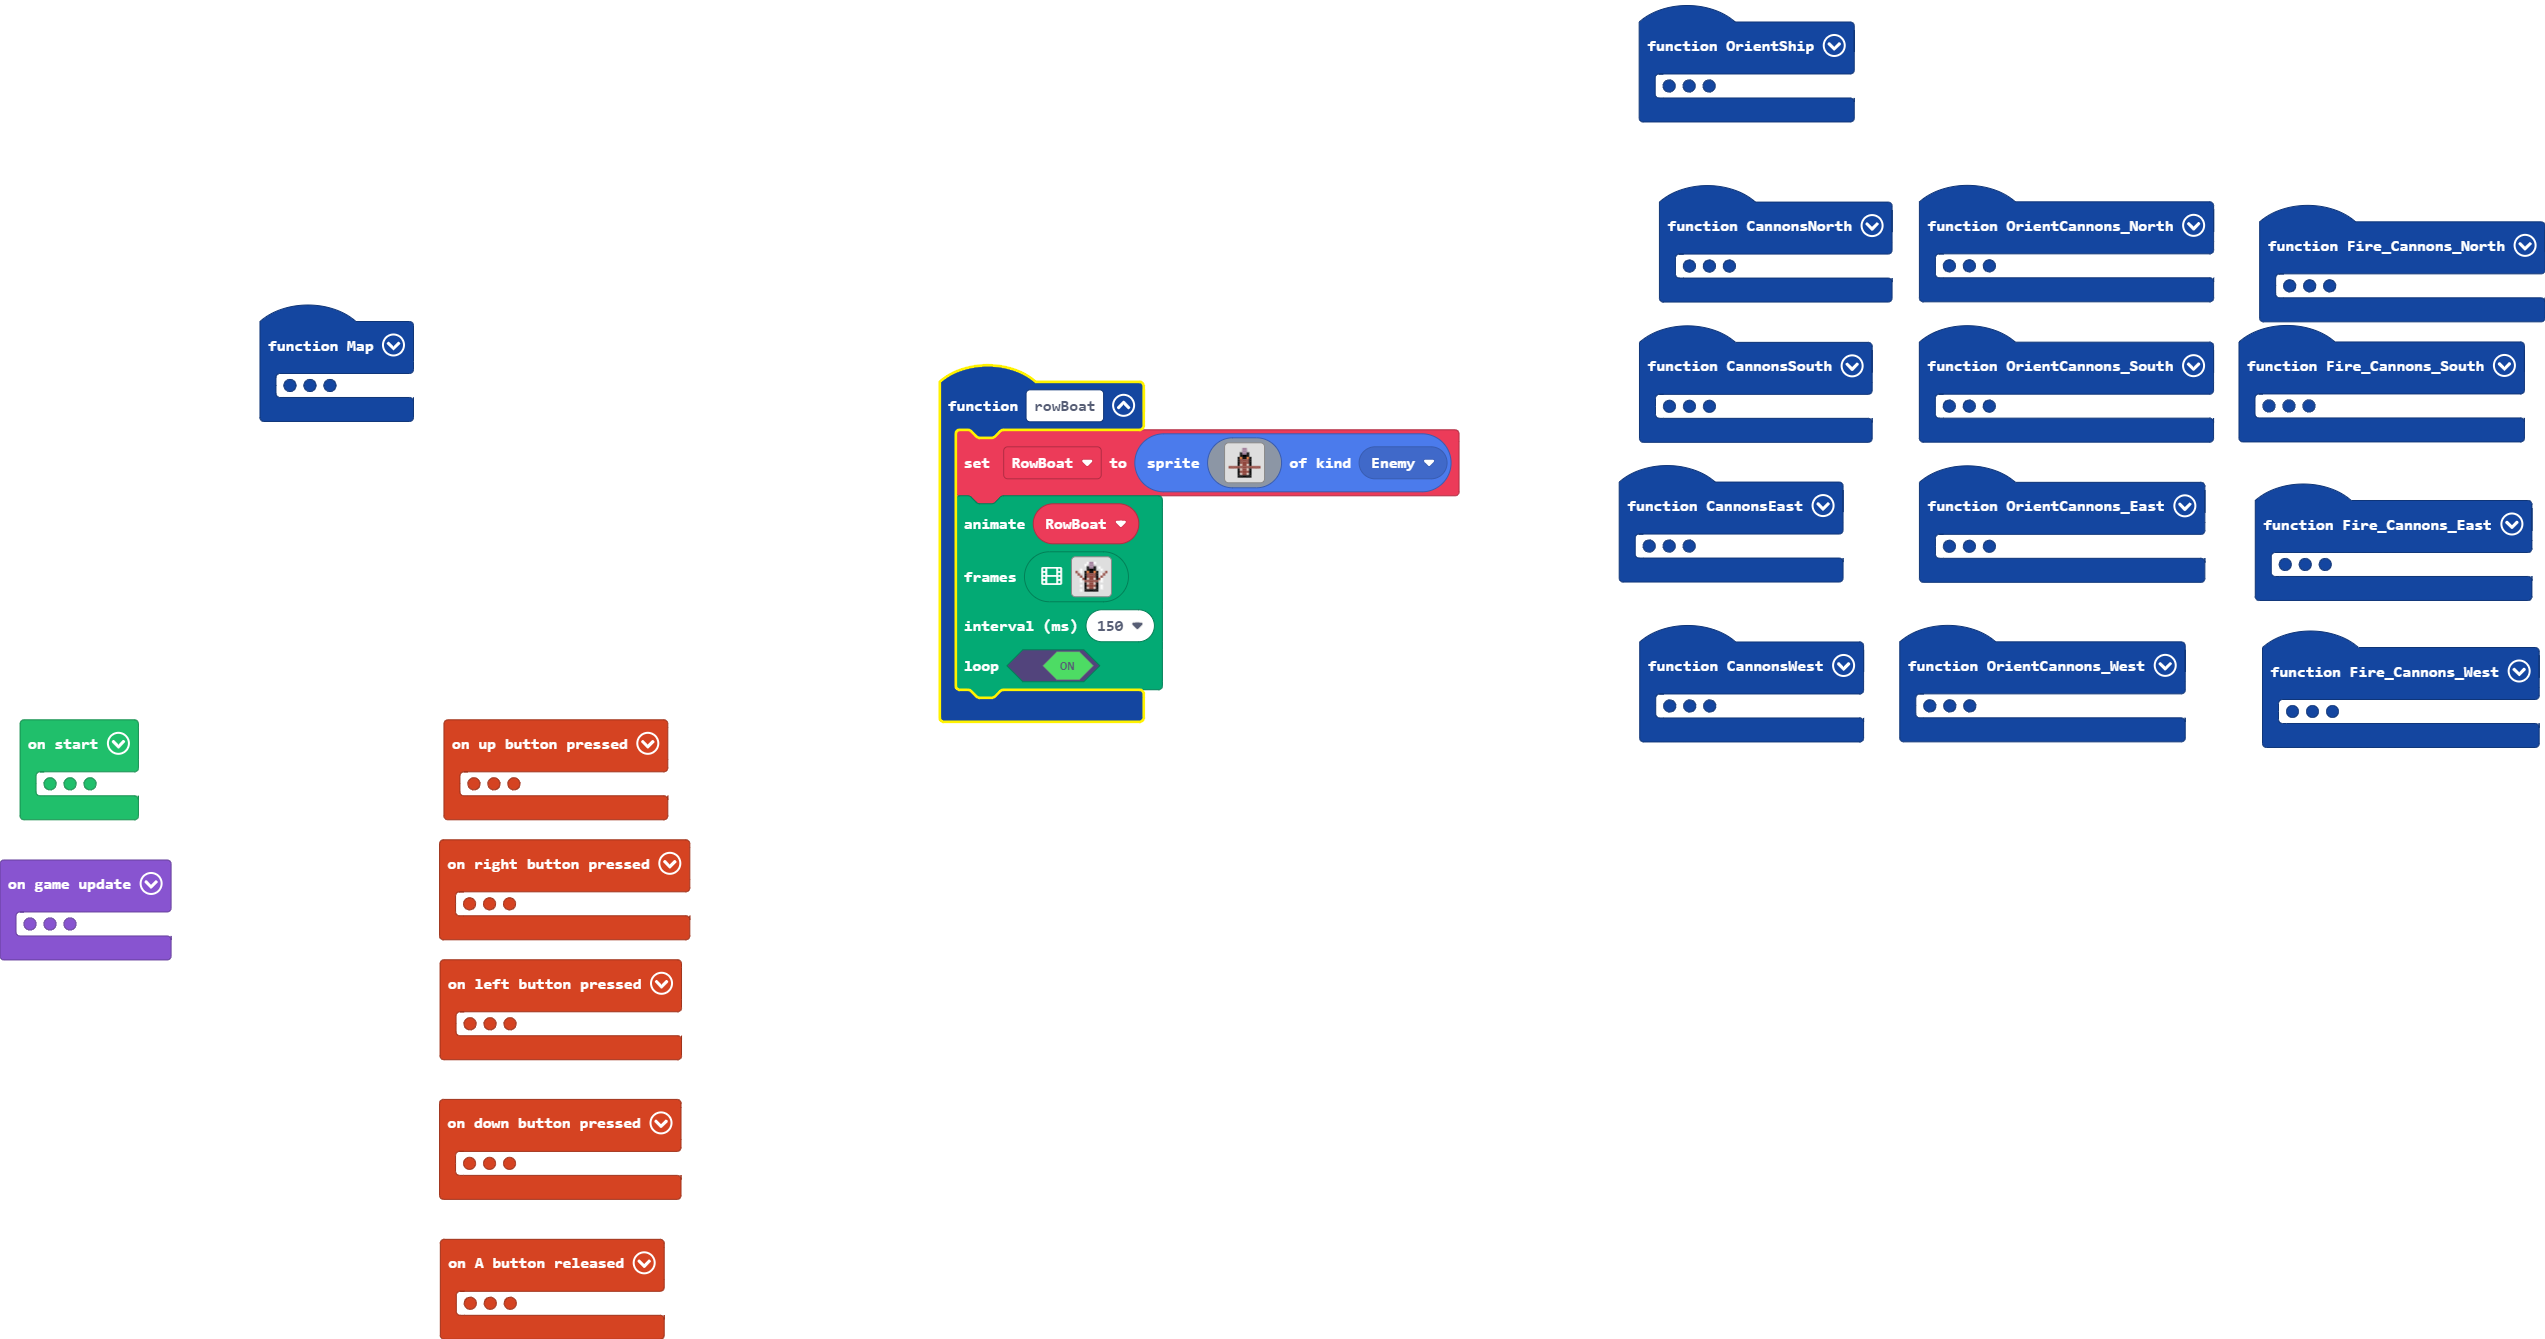 function OrientShip
function CannonsNorth
function OrientCannons_North
function Fire_Cannons_North
function Map
function CannonsSouth
function OrientCannons_South
function Fire_Cannons_South
function rowBoat
set RowBoat to sprite of kind Enemy
animate RowBoat
frames
interval (ms) 150
loop ON
function CannonsEast
function OrientCannons_East
function Fire_Cannons_East
function CannonsWest
function OrientCannons_West
function Fire_Cannons_West
on start
on game update
on up button pressed
on right button pressed
on left button pressed
on down button pressed
on A button released